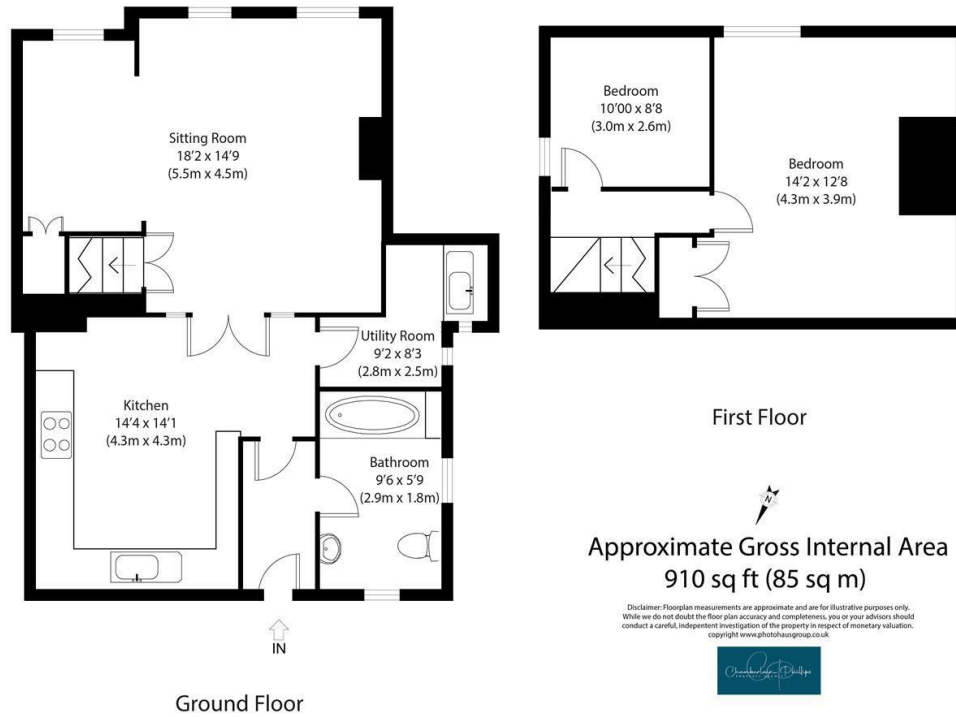 Sitting Room
18'2 x 14'9
(5.5m x 4.5m)
Utility Room
9'2 x 8'3
(2.8m x 2.5m)
Kitchen
14'4 x 14'1
(4.3m x 4.3m)
Bathroom
9'6 x 5'9
(2.9m x 1.8m)
IN
Ground Floor
Bedroom
10'00 x 8'8
(3.0m x 2.6m)
Bedroom
14'2 x 12'8
(4.3m x 3.9m)
First Floor
N
Approximate Gross Internal Area
910 sq ft (85 sq m)
Disclaimer: Floorplan measurements are approximate and are for illustrative purposes only.
While we do not doubt the floor plan accuracy and completeness, you or your advisors should
conduct a careful, independent investigation of the property in respect of monetary valuation.
copyright www.photohausgroup.co.uk
Chamberlain Phillips